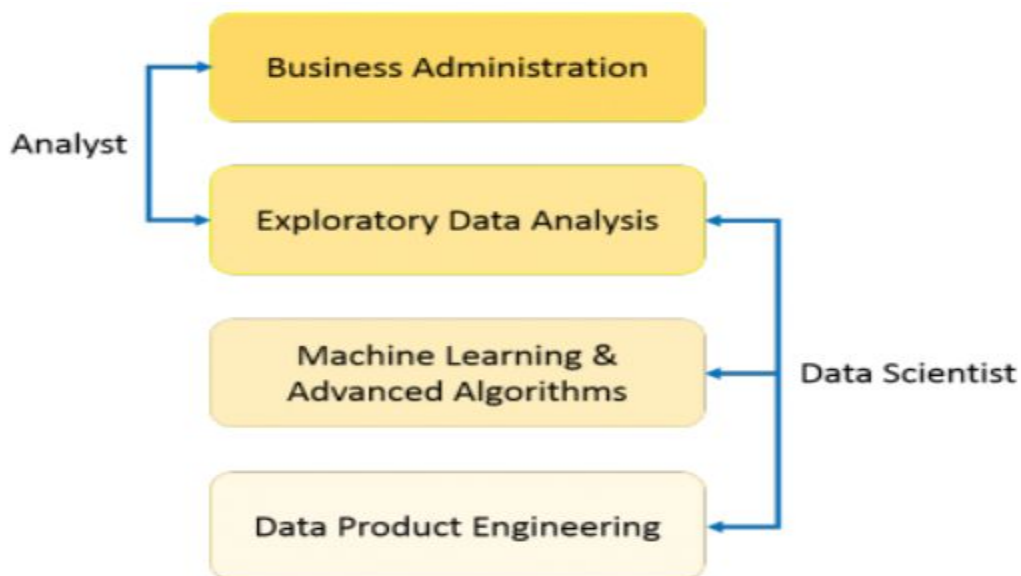 Business Administration
Analyst
Exploratory Data Analysis
Machine Learning &
Advanced Algorithms
Data Scientist
Data Product Engineering